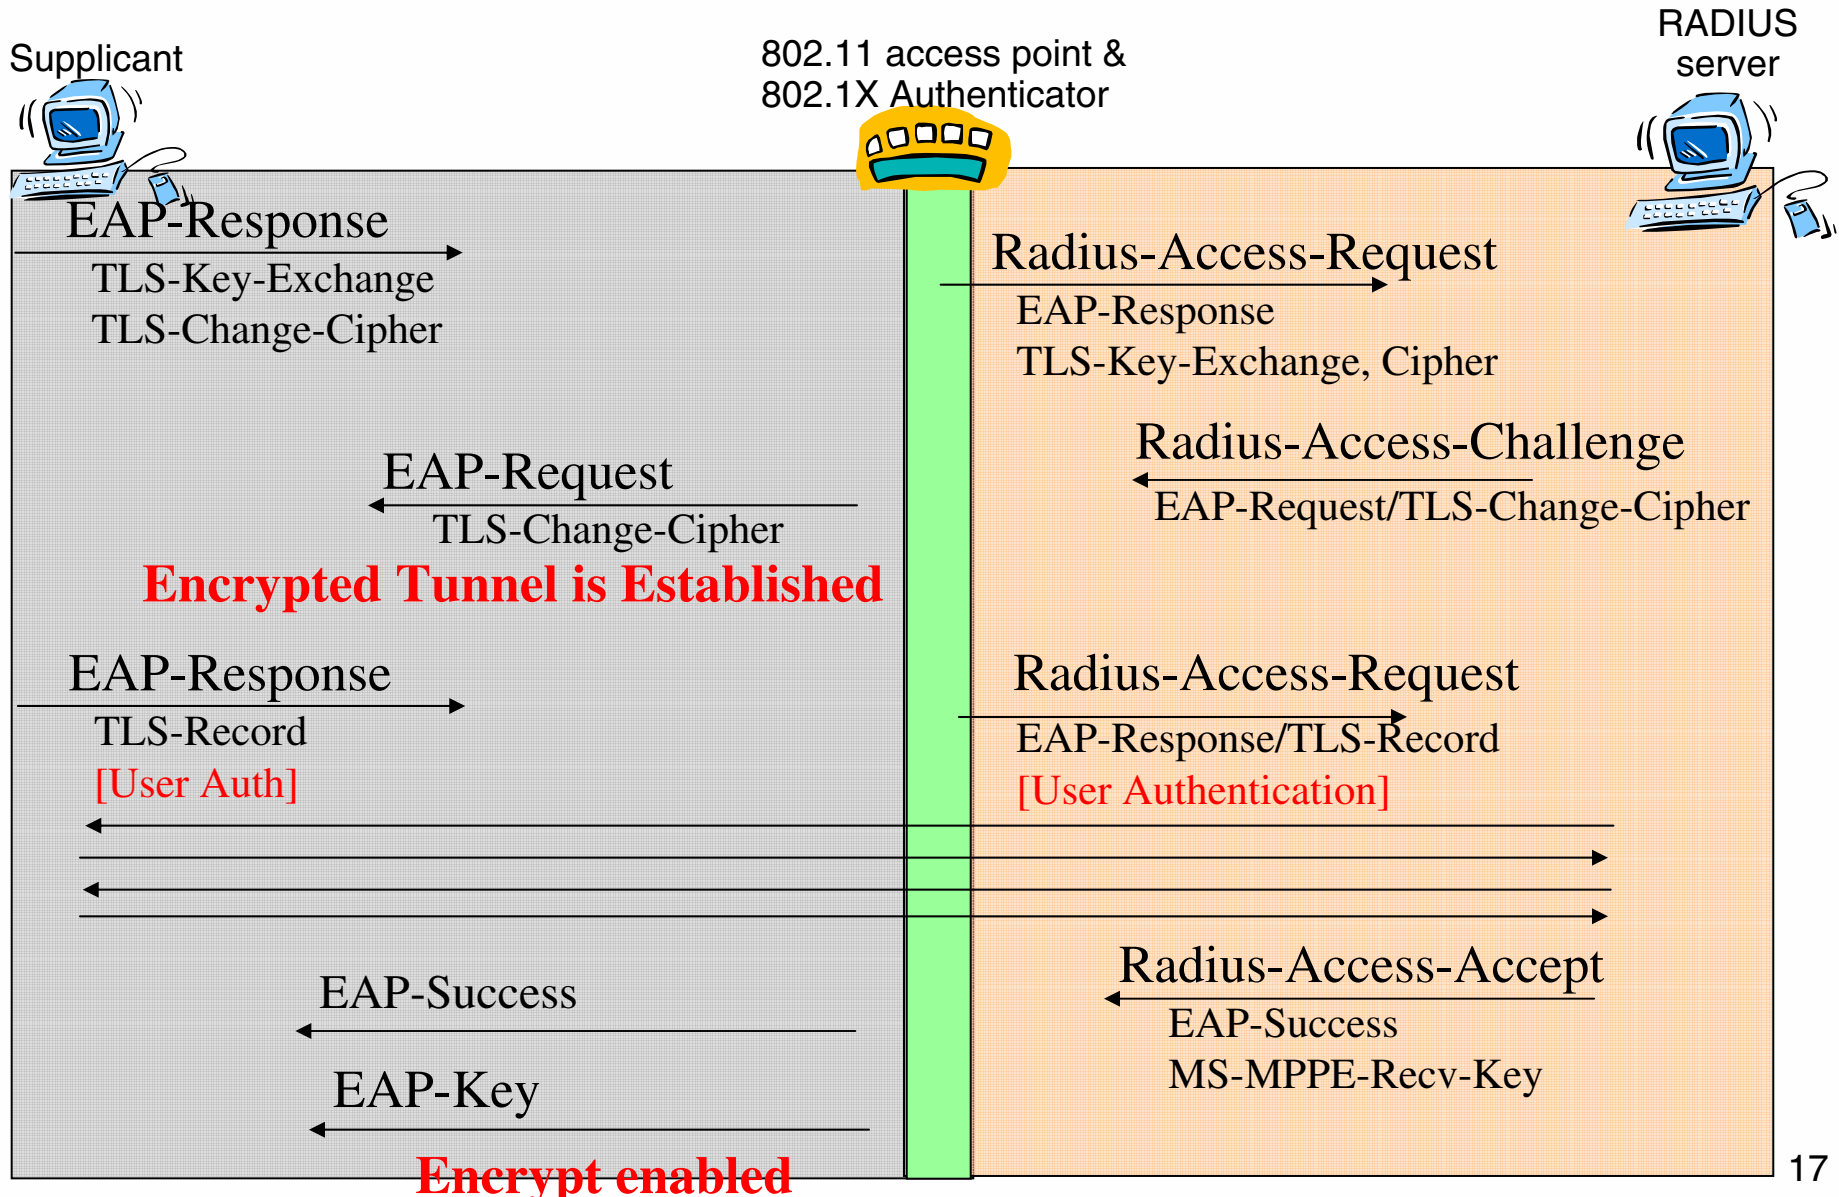 Supplicant
802.11 access point &
802.1X Authenticator
RADIUS
server
EAP-Response
TLS-Key-Exchange
TLS-Change-Cipher
Radius-Access-Request
EAP-Response
TLS-Key-Exchange, Cipher
Radius-Access-Challenge
EAP-Request/TLS-Change-Cipher
EAP-Request
TLS-Change-Cipher
Encrypted Tunnel is Established
EAP-Response
TLS-Record
[User Auth]
Radius-Access-Request
EAP-Response/TLS-Record
[User Authentication]
Radius-Access-Accept
EAP-Success
MS-MPPE-Recv-Key
EAP-Success
EAP-Key
Encrypt enabled
17